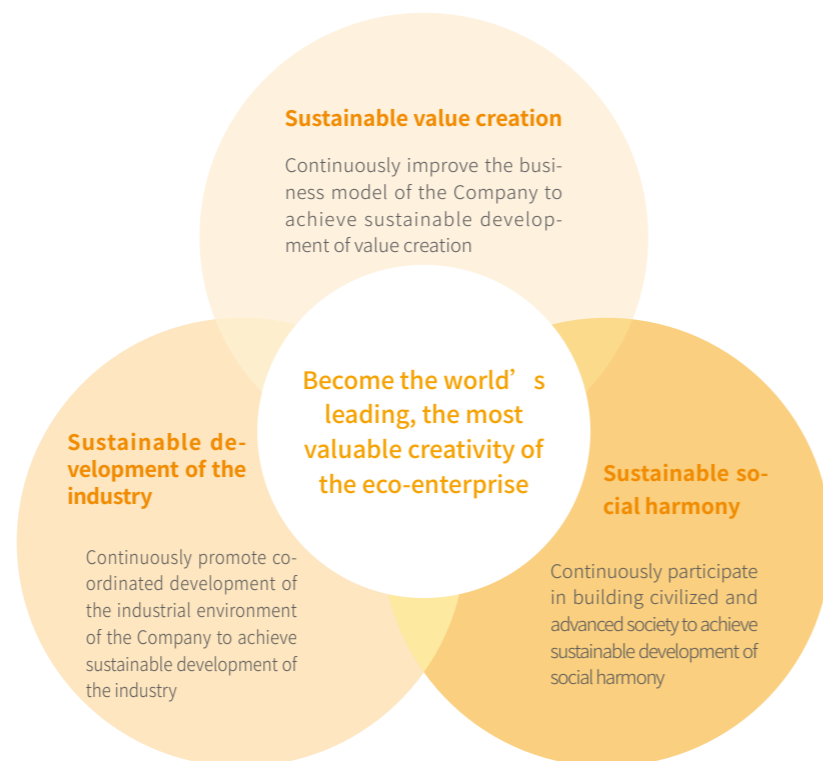 Sustainable value creation
Continuously improve the busi-
ness model of the Company to
achieve sustainable develop-
ment of value creation
Become the world’s
leading, the most
valuable creativity of
the eco-enterprise
Sustainable de-
velopment of the
industry
Continuously promote co-
ordinated development of
the industrial environment
of the Company to achieve
sustainable development of
the industry
Sustainable so-
cial harmony
Continuously participate
in building civilized and
advanced society to achieve
sustainable development of
social harmony